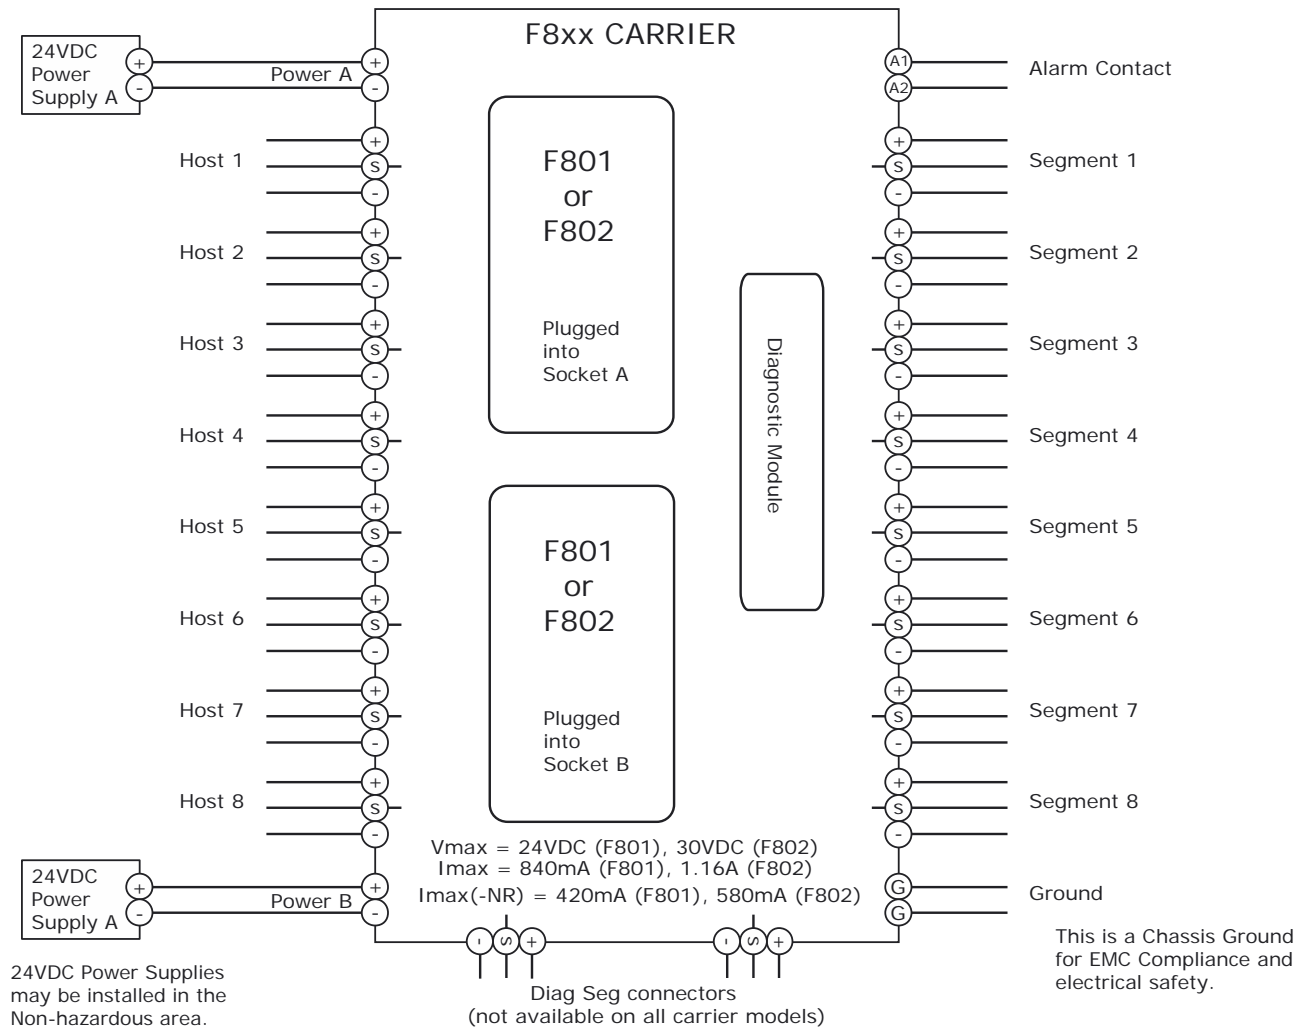 F8xx CARRIER
24VDC
Power
Supply A
+
-
Power A
+
-
A1
A2
Alarm Contact
Host 1
+
S
-
Host 2
+
S
-
Host 3
+
S
-
Host 4
+
S
-
Host 5
+
S
-
Host 6
+
S
-
Host 7
+
S
-
Host 8
+
S
-
F801
or
F802
Plugged
into
Socket A
F801
or
F802
Plugged
into
Socket B
Diagnostic Module
+
S
-
Segment 1
+
S
-
Segment 2
+
S
-
Segment 3
+
S
-
Segment 4
+
S
-
Segment 5
+
S
-
Segment 6
+
S
-
Segment 7
+
S
-
Segment 8
Vmax = 24VDC (F801), 30VDC (F802)
Imax = 840mA (F801), 1.16A (F802)
Imax(-NR) = 420mA (F801), 580mA (F802)
24VDC
Power
Supply A
+
-
Power B
+
-
G
G
Ground
This is a Chassis Ground
for EMC Compliance and
electrical safety.
- S +
- S +
Diag Seg connectors
(not available on all carrier models)
24VDC Power Supplies
may be installed in the
Non-hazardous area.